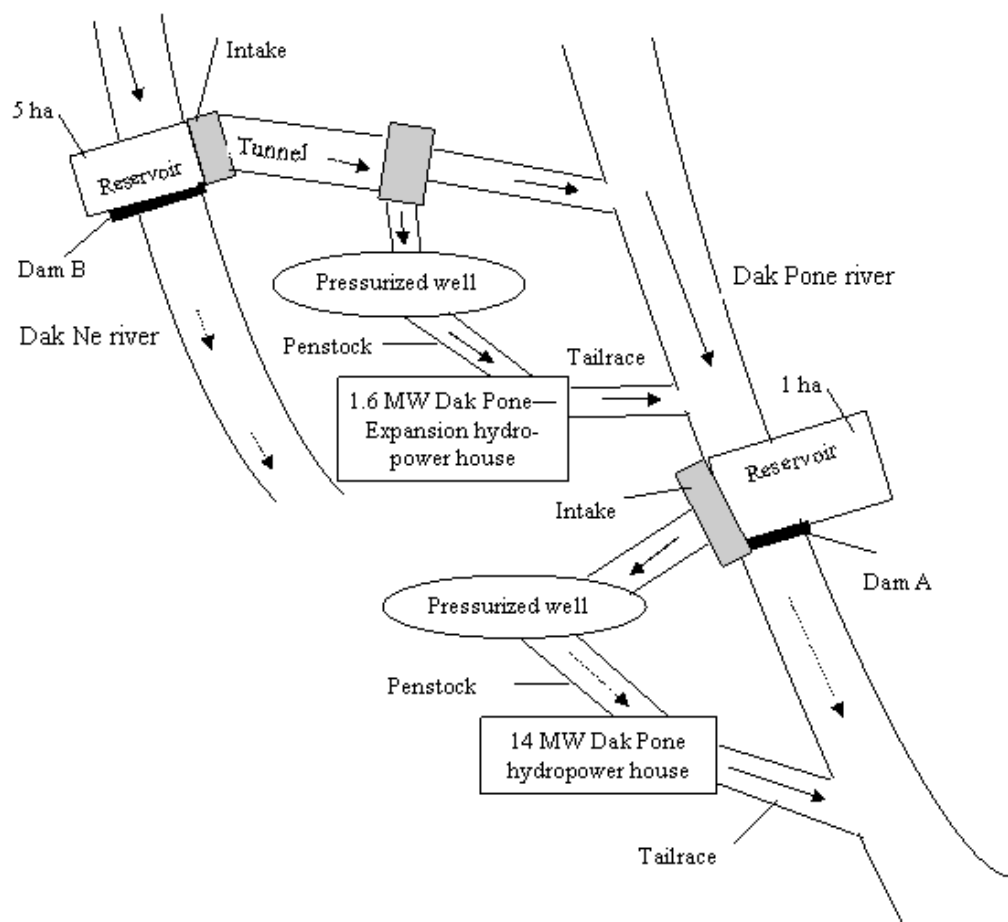 Intake
5 ha
Tunnel
Reservoir
Dam B
Pressurized well
Dak Pone river
Dak Ne river
Penstock
Tailrace
1 ha
1.6 MW Dak Pone—
Expansion hydro-
power house
Reservoir
Intake
Dam A
Pressurized well
Penstock
14 MW Dak Pone
hydropower house
Tailrace